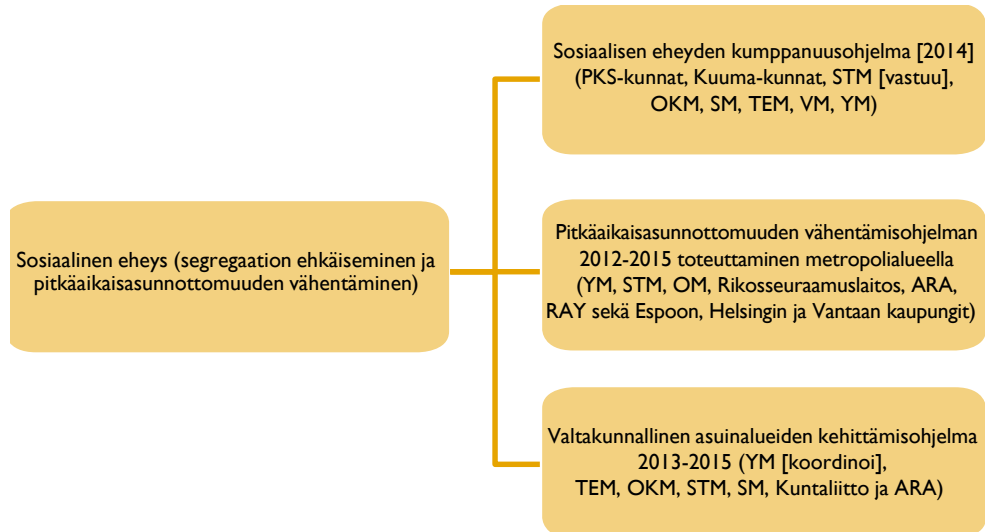 Sosiaalinen eheys (segregaation ehkäiseminen ja
pitkäaikaisasunnottomuuden vähentäminen)
Sosiaalisen eheyden kumppanuusohjelma [2014]
(PKS-kunnat, Kuuma-kunnat, STM [vastuu],
OKM, SM, TEM, VM, YM)
Pitkäaikaisasunnottomuuden vähentämisohjelman
2012-2015 toteuttaminen metropolialueella
(YM, STM, OM, Rikosseuraamuslaitos, ARA,
RAY sekä Espoon, Helsingin ja Vantaan kaupungit)
Valtakunnallinen asuinalueiden kehittämisohjelma
2013-2015 (YM [koordinoi],
TEM, OKM, STM, SM, Kuntaliitto ja ARA)